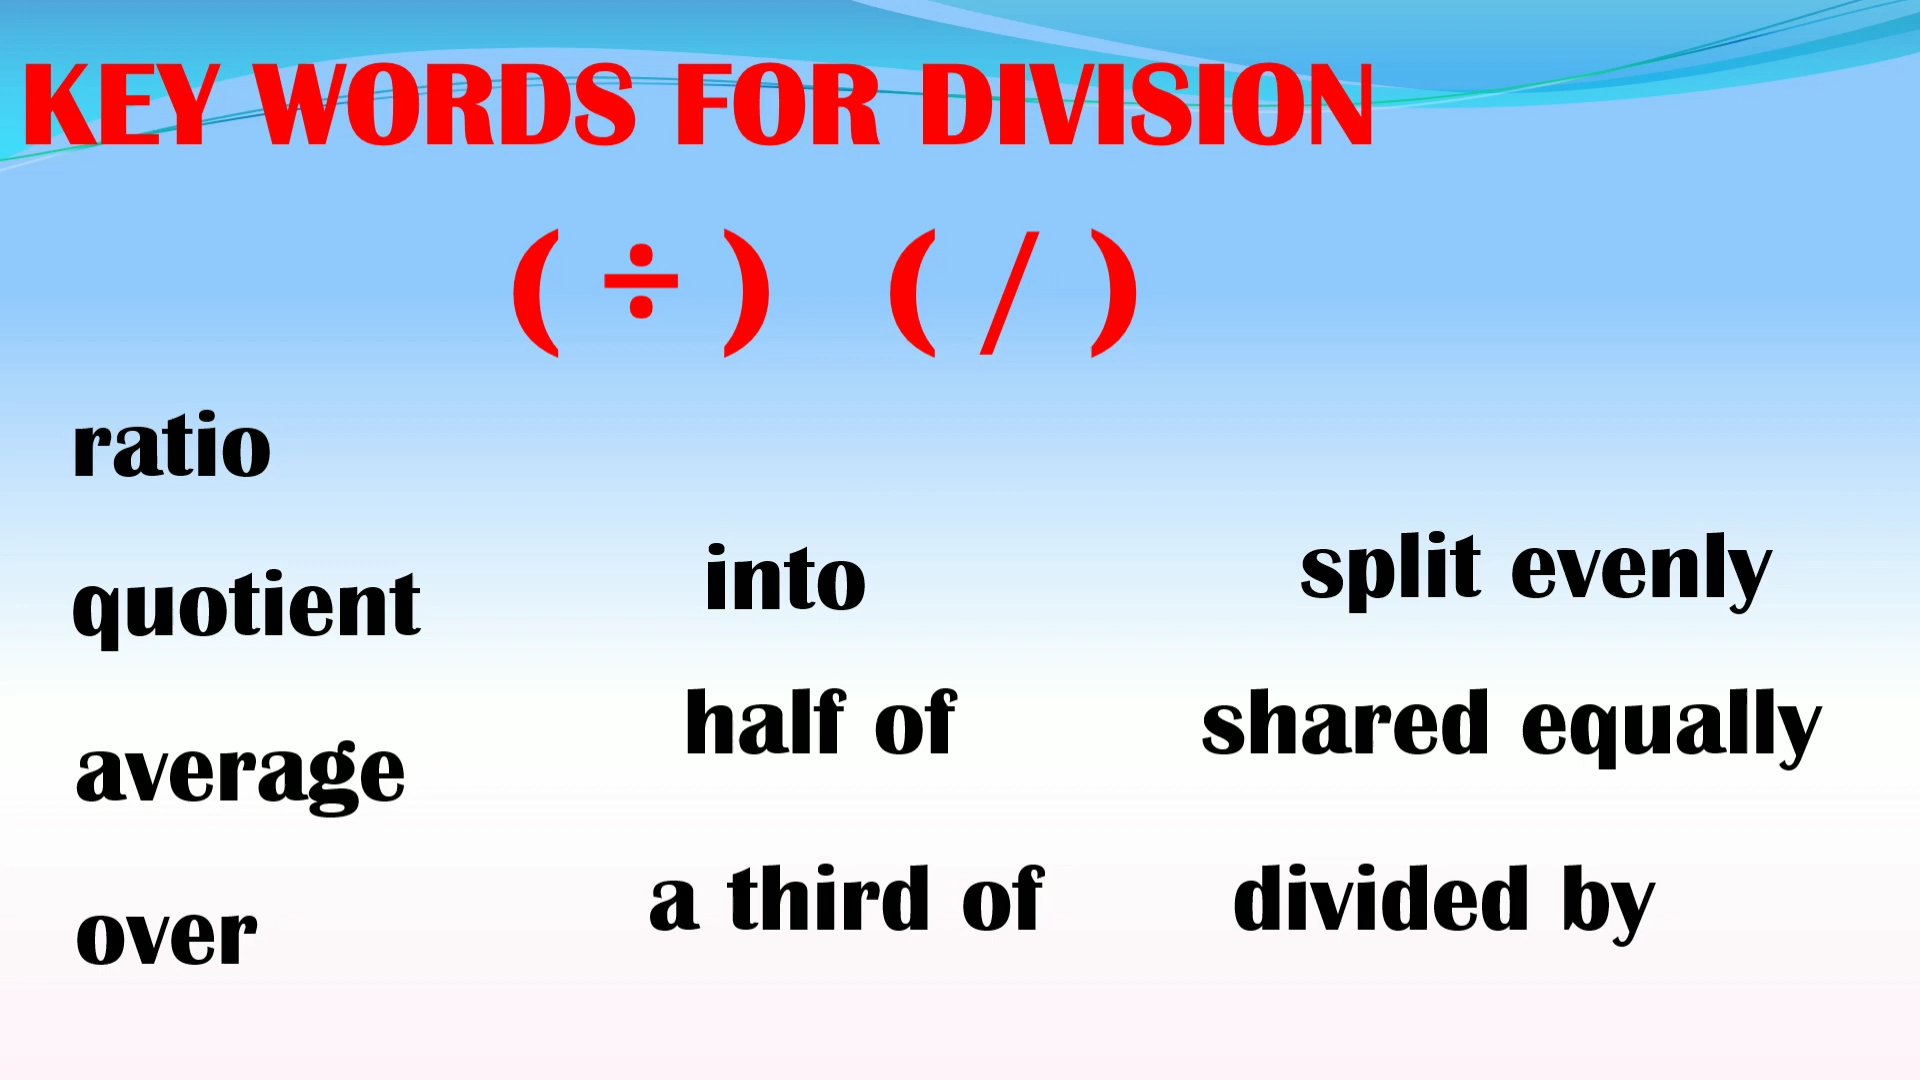 KEY WORDS FOR DIVISION
( ÷ ) ( / )
ratio
quotient
average
over
into
half of
a third of
split evenly
shared equally
divided by